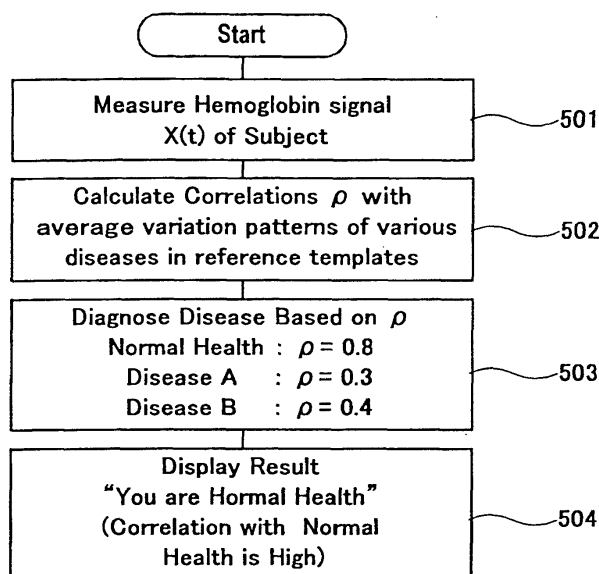 Start
Measure Hemoglobin signal
X(t) of Subject
501
Calculate Correlations ρ with
average variation patterns of various
diseases in reference templates
502
Diagnose Disease Based on ρ
Normal Health : ρ = 0.8
Disease A : ρ = 0.3
Disease B : ρ = 0.4
503
Display Result
“You are Hormal Health”
(Correlation with Normal
Health is High)
504